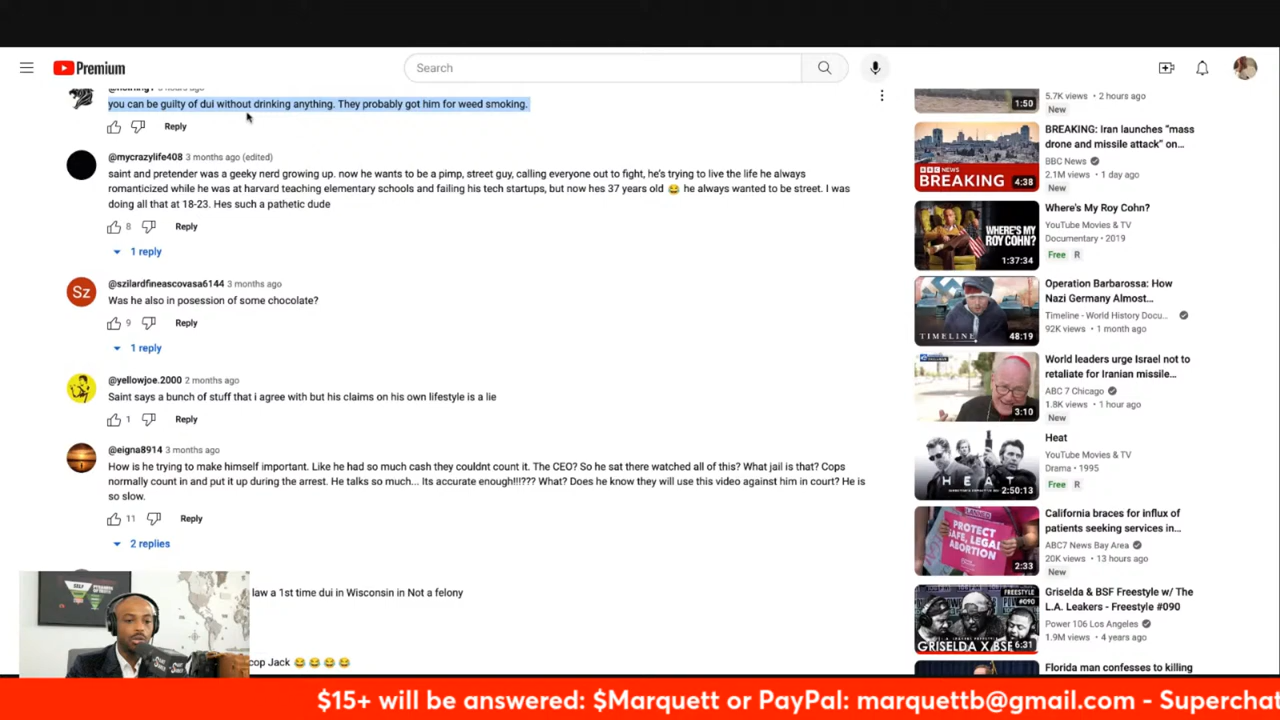 Premium
Search
you can be guilty of dui without drinking anything. They probably got him for weed smoking.
Reply
@mycrazylife408 3 months ago (edited)
saint and pretender was a geeky nerd growing up. now he wants to be a pimp, street guy, calling everyone out to fight, he's trying to live the life he always
romanticized while he was at harvard teaching elementary schools and failing his tech startups, but now hes 37 years old 😂 he always wanted to be street. I was
doing all that at 18-23. Hes such a pathetic dude
8 Reply
1 reply
Sz
@szilardfineascovasa6144 3 months ago
Was he also in posession of some chocolate?
9 Reply
1 reply
@yellowjoe.2000 2 months ago
Saint says a bunch of stuff that i agree with but his claims on his own lifestyle is a lie
1 Reply
@eigna8914 3 months ago
How is he trying to make himself important. Like he had so much cash they couldnt count it. The CEO? So he sat there watched all of this? What jail is that? Cops
normally count in and put it up during the arrest. He talks so much... Its accurate enough!!!??? What? Does he know they will use this video against him in court? He is
so slow.
11 Reply
2 replies
law a 1st time dui in Wisconsin in Not a felony
cop Jack 😂 😂 😂 😂
5.7K views • 2 hours ago
New
1:50
BREAKING: Iran launches "mass
drone and missile attack" on...
BBC News
2.1M views • 1 day ago
New
BREAKING
4:38
Where's My Roy Cohn?
YouTube Movies & TV
Documentary • 2019
Free R
WHERE'S MY
ROY COHN?
1:37:34
Operation Barbarossa: How
Nazi Germany Almost...
Timeline - World History Docu...
92K views • 1 month ago
TIMELINE
48:19
World leaders urge Israel not to
retaliate for Iranian missile...
ABC 7 Chicago
1.8K views • 1 hour ago
New
3:10
Heat
YouTube Movies & TV
Drama • 1995
Free R
HEAT
2:50:13
California braces for influx of
patients seeking services in...
ABC7 News Bay Area
20K views • 13 hours ago
New
PROTECT
SAFE, LEGAL
ABORTION
2:33
Griselda & BSF Freestyle w/ The
L.A. Leakers - Freestyle #090
Power 106 Los Angeles
1.9M views • 4 years ago
FREESTYLE
#090
GRISELDA X BSF
6:31
Florida man confesses to killing
$15+ will be answered: $Marquett or PayPal: marquettb@gmail.com - Superchat